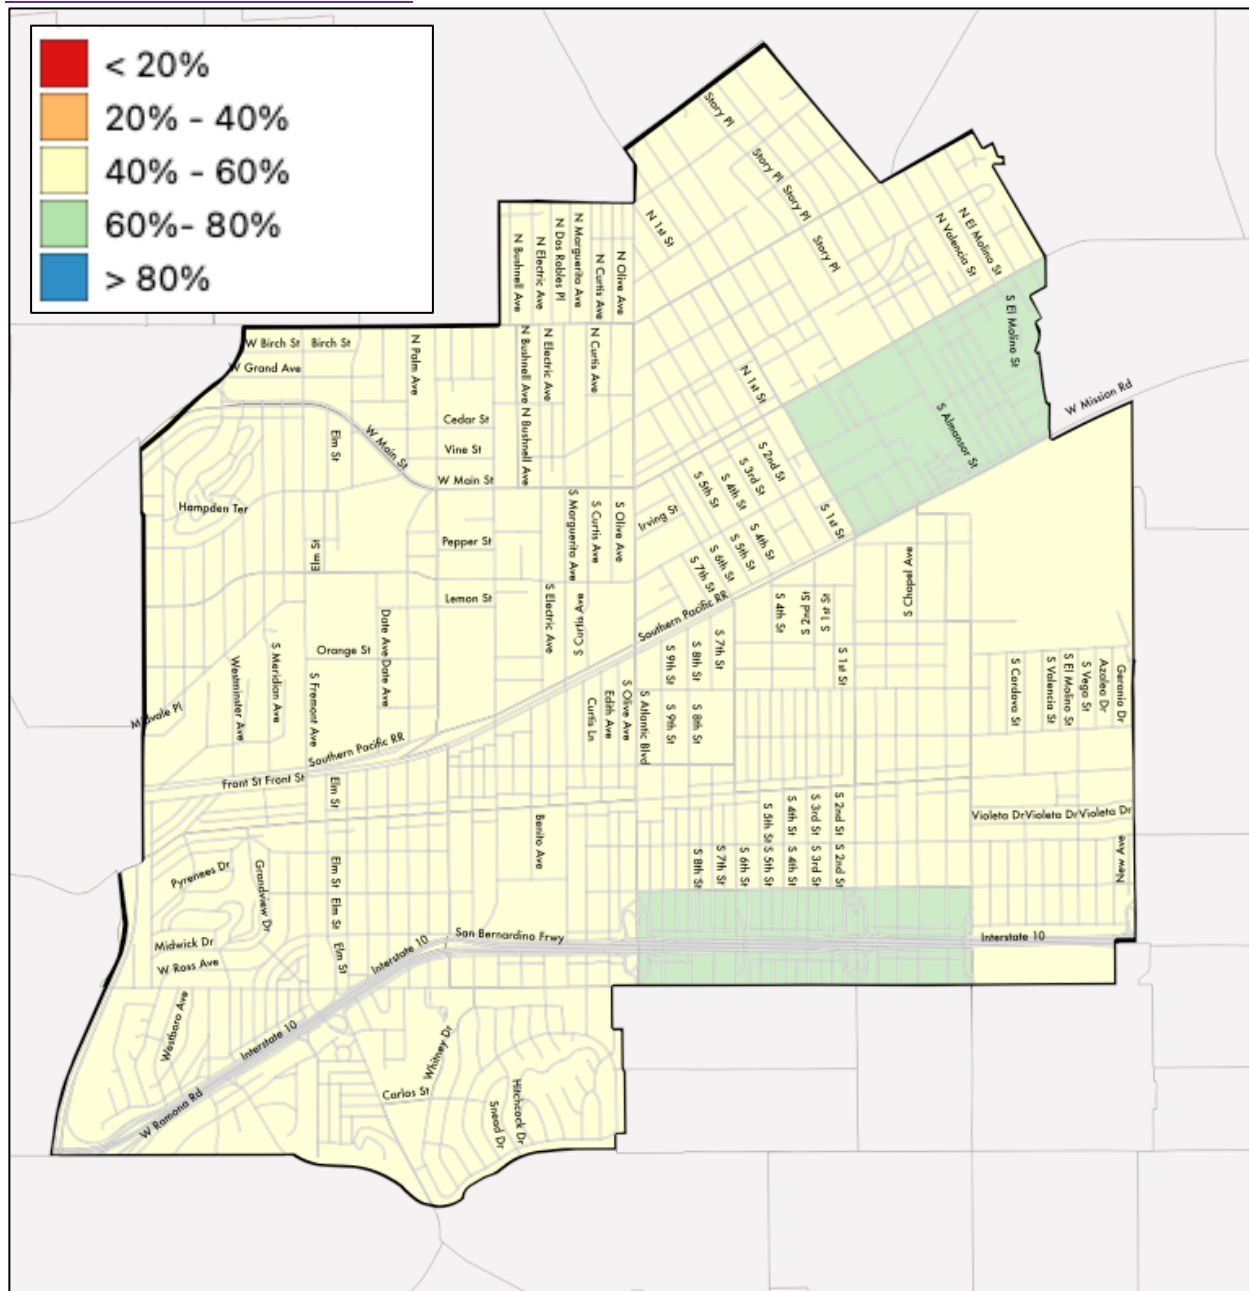 < 20%
20% - 40%
40% - 60%
60%- 80%
> 80%
Story Pl
Story Pl
Story Pl
Story Pl
N 1st St
N El Molino St
N Valencia St
N Bushnell Ave
N Electric Ave
N Dos Robles Pl
N Marguerita Ave
N Curtis Ave
N Olive Ave
S El Molino St
W Birch St
Birch St
W Grand Ave
N Palm Ave
N Bushnell Ave
N Electric Ave
N Curtis Ave
N 1st St
W Mission Rd
Cedar St
N Bushnell Ave
S Almansor St
Elm St
W Main St
Vine St
W Main St
S 2nd St
S 3rd St
S 4th St
S 5th St
Hampden Ter
S Marguerita Ave
S Curtis Ave
S Olive Ave
Irving St
S 1st St
Pepper St
Elm St
S 4th St
S 5th St
S 6th St
S 7th St
S Chapel Ave
Lemon St
S Electric Ave
S Curtis Ave
Southern Pacific RR
S 4th St
S 2nd St
S 1st St
Date Ave
Date Ave
Orange St
S 7th St
S 8th St
S 9th St
S 1st St
Westminster Ave
S Meridian Ave
S Fremont Ave
S Cordova St
S Valencia St
S El Molino St
S Vega St
Azalea Dr
Geranio Dr
Midvale Pl
Curtis Ln
Edith Ave
S Olive Ave
S Atlantic Blvd
S 9th St
S 8th St
Southern Pacific RR
Front St
Front St
Elm St
Benito Ave
S 5th St
S 4th St
S 3rd St
S 2nd St
Violeta Dr
Violeta Dr
Violeta Dr
New Ave
Pyrenees Dr
Grandview Dr
Elm St
S 8th St
S 7th St
S 6th St
S 5th St
S 4th St
S 3rd St
S 2nd St
Elm St
Midwick Dr
W Ross Ave
Elm St
Interstate 10
San Bernardino Frwy
Interstate 10
Westboro Ave
Interstate 10
Whitney Dr
Carlos St
W Ramona Rd
Snead Dr
Hitchcock Dr